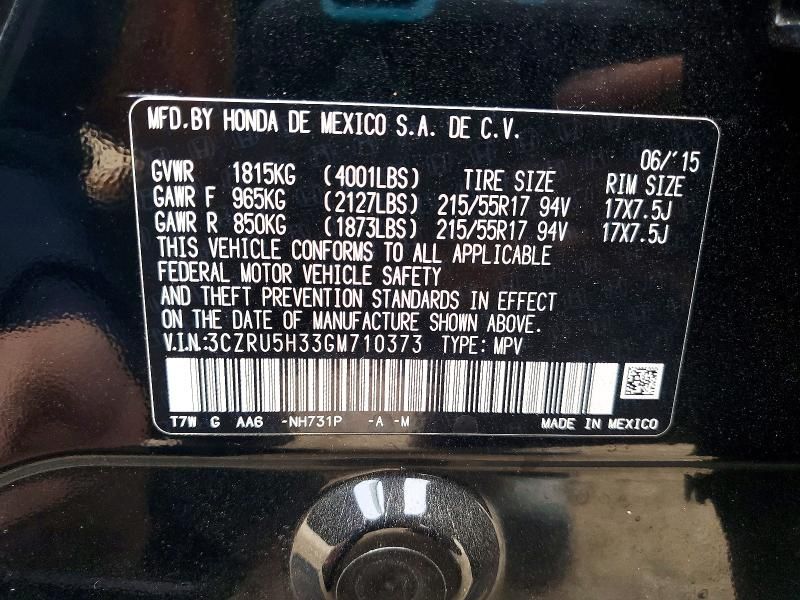 MFD.BY HONDA DE MEXICO S.A. DE C.V.
06/'15
GVWR 1815KG (4001LBS) TIRE SIZE RIM SIZE
GAWR F 965KG (2127LBS) 215/55R17 94V 17X7.5J
GAWR R 850KG (1873LBS) 215/55R17 94V 17X7.5J
THIS VEHICLE CONFORMS TO ALL APPLICABLE
FEDERAL MOTOR VEHICLE SAFETY
AND THEFT PREVENTION STANDARDS IN EFFECT
ON THE DATE OF MANUFACTURE SHOWN ABOVE.
V.I.N.:3CZRU5H33GM710373 TYPE: MPV
T7W G AA6 -NH731P -A -M MADE IN MEXICO